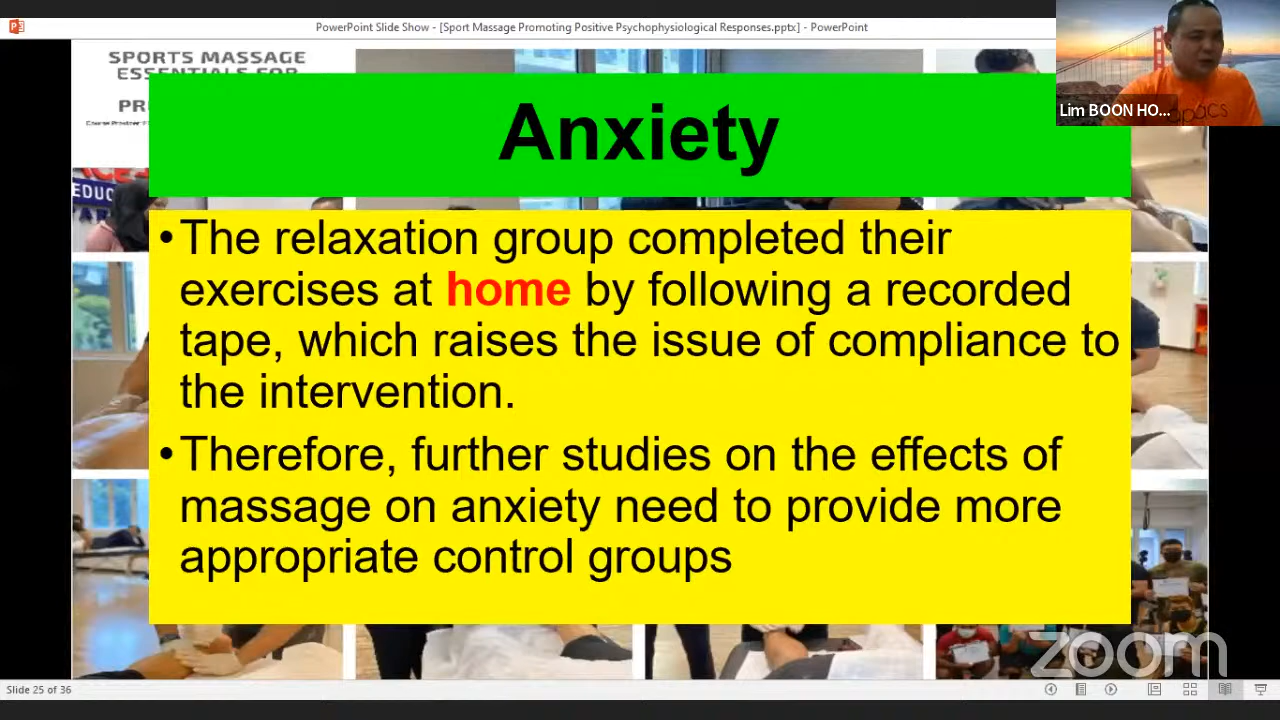 PowerPoint Slide Show - [Sport Massage Promoting Positive Psychophysiological Responses.pptx] - PowerPoint
SPORTS MASSAGE
ESSENTIALS FOR
PR
Lim BOON HO...
apacs
Anxiety
EDUC
•The relaxation group completed their
exercises at home by following a recorded
tape, which raises the issue of compliance to
the intervention.
•Therefore, further studies on the effects of
massage on anxiety need to provide more
appropriate control groups
zoom
Slide 25 of 36